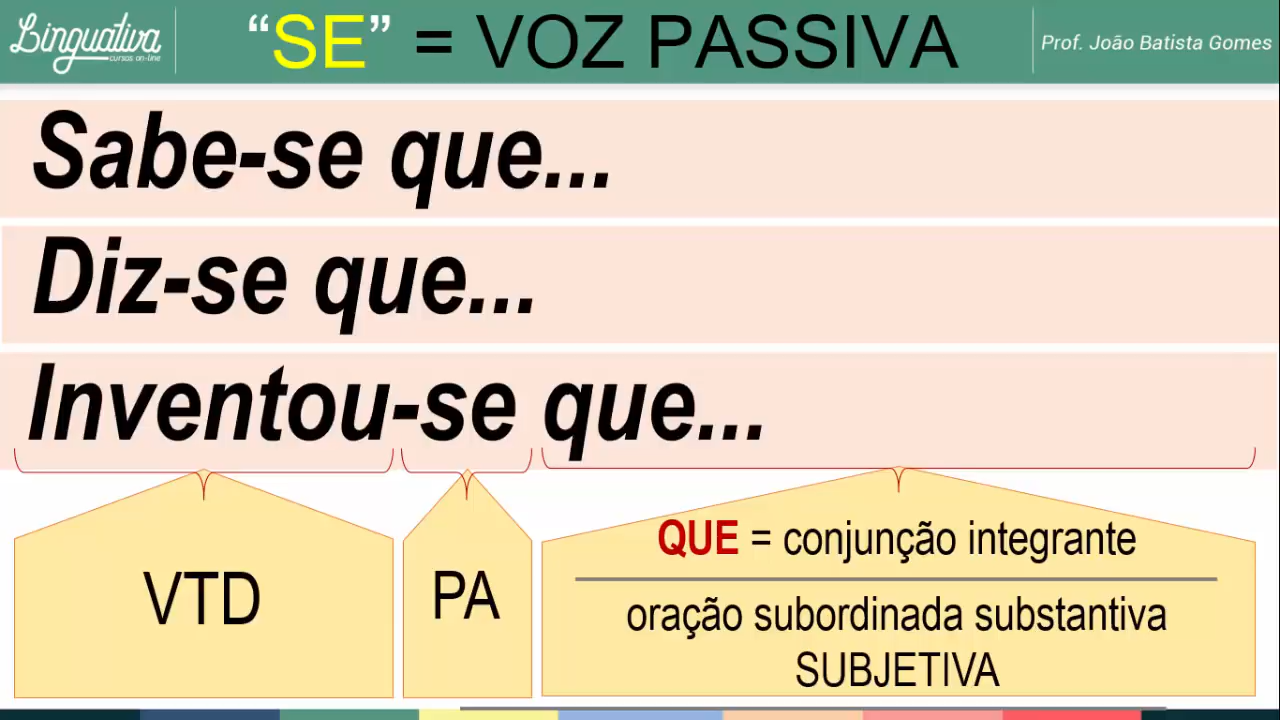 Linguativa
cursos on-line
“SE” = VOZ PASSIVA
Prof. João Batista Gomes
Sabe-se que...
Diz-se que...
Inventou-se que...
VTD
PA
QUE = conjunção integrante
oração subordinada substantiva
SUBJETIVA